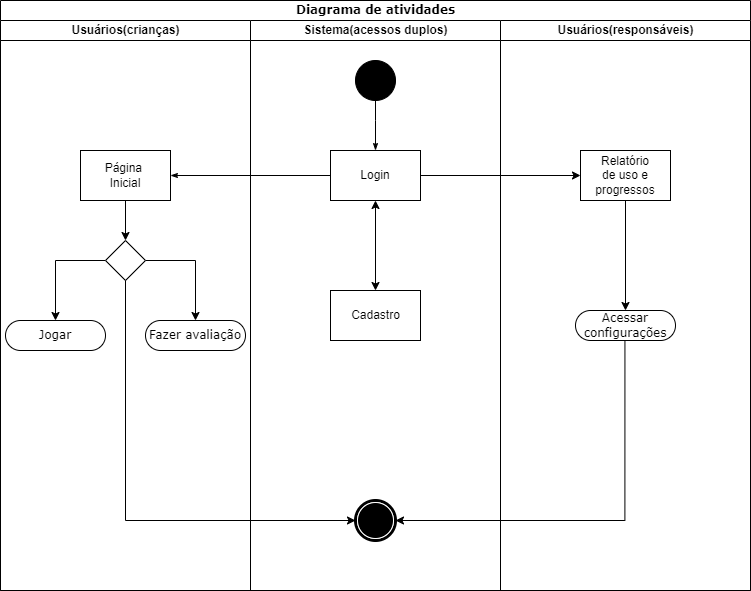 Diagrama de atividades
Usuários(crianças)
Sistema(acessos duplos)
Usuários(responsáveis)
Página
Inicial
Login
Relatório
de uso e
progressos
Jogar
Fazer avaliação
Cadastro
Acessar
configurações